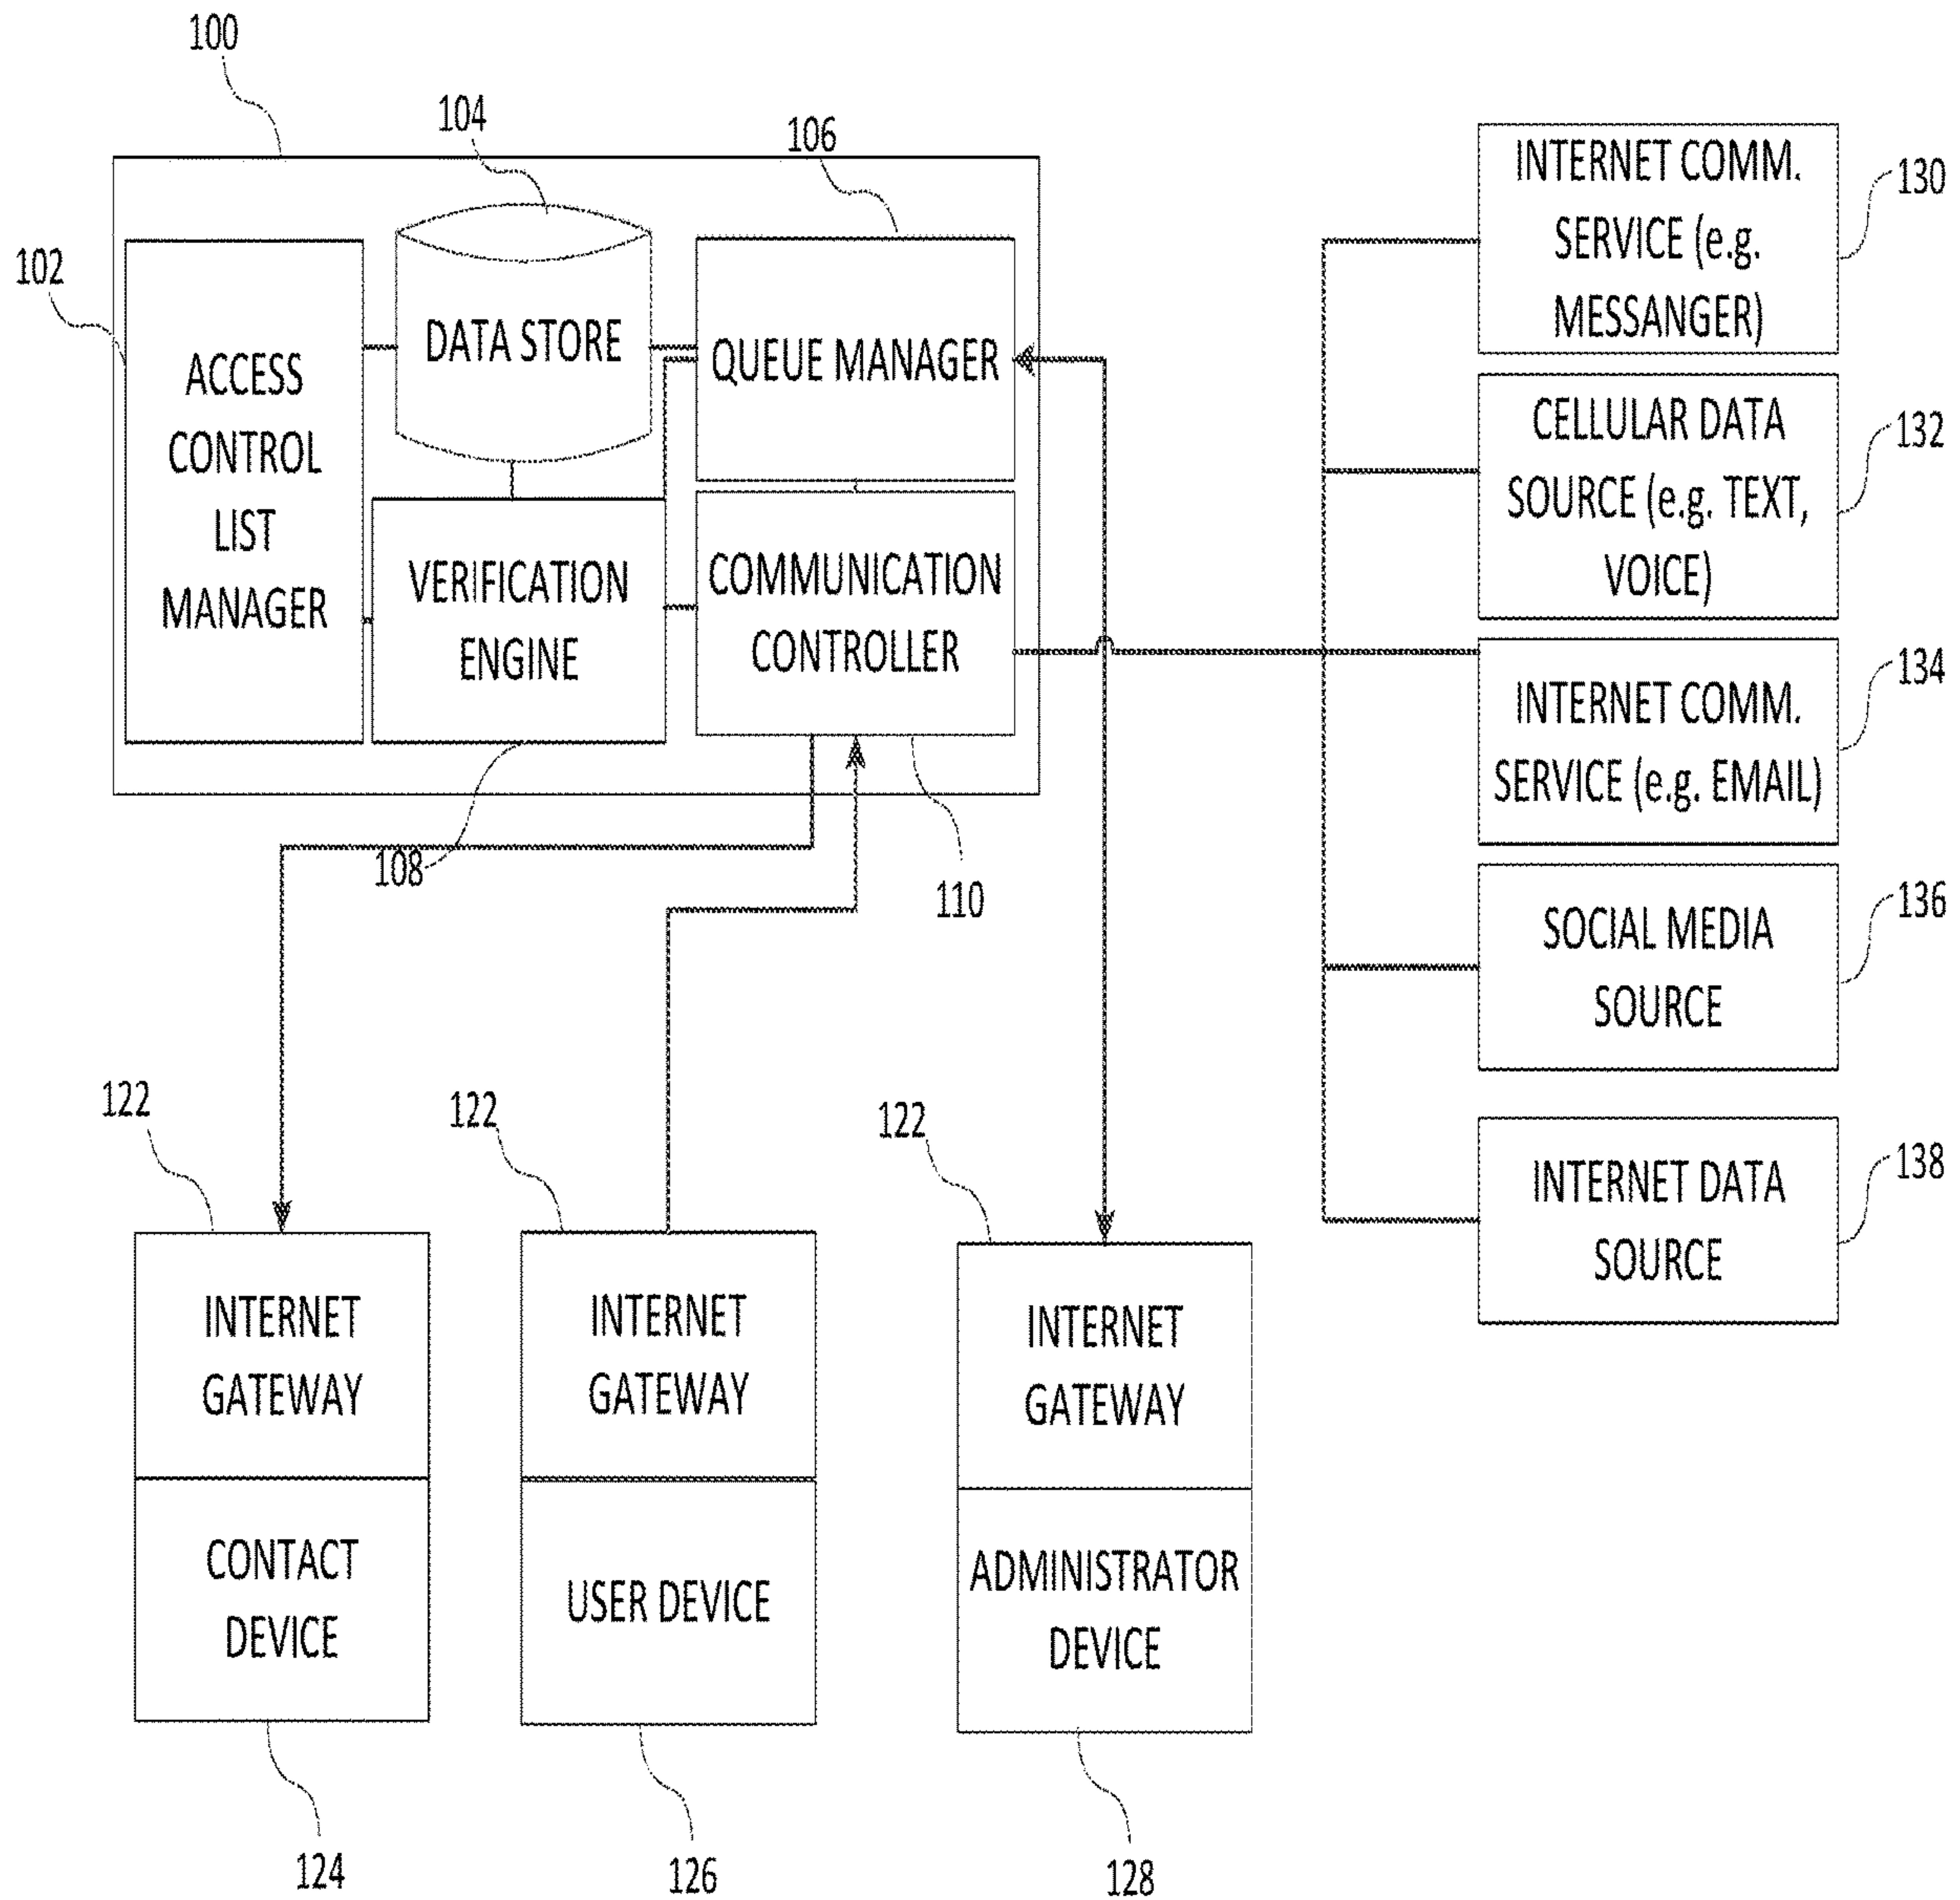 100
104
106
102
ACCESS
CONTROL
LIST
MANAGER
DATA STORE
QUEUE MANAGER
VERIFICATION
ENGINE
COMMUNICATION
CONTROLLER
108
110
INTERNET COMM.
SERVICE (e.g.
MESSANGER)
130
CELLULAR DATA
SOURCE (e.g. TEXT,
VOICE)
132
INTERNET COMM.
SERVICE (e.g. EMAIL)
134
SOCIAL MEDIA
SOURCE
136
INTERNET DATA
SOURCE
138
122
INTERNET
GATEWAY
CONTACT
DEVICE
124
122
INTERNET
GATEWAY
USER DEVICE
126
122
INTERNET
GATEWAY
ADMINISTRATOR
DEVICE
128